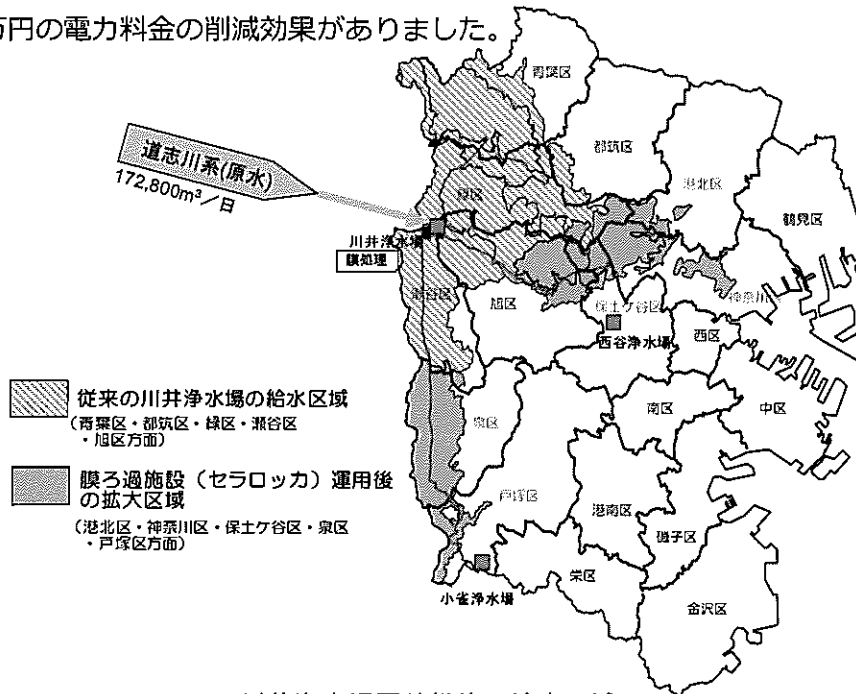 万円の電力料金の削減効果がありました。
青葉区
都筑区
港北区
鶴見区
道志川系(原水)
172,800m³/日
緑区
川井浄水場
膜処理
瀬谷区
旭区
保土ケ谷区
神奈川区
西谷浄水場
西区
従来の川井浄水場の給水区域
(青葉区・都筑区・緑区・瀬谷区
・旭区方面)
泉区
南区
中区
膜ろ過施設(セラロッカ)運用後
の拡大区域
(港北区・神奈川区・保土ケ谷区・泉区
・戸塚区方面)
戸塚区
港南区
磯子区
栄区
小雀浄水場
金沢区